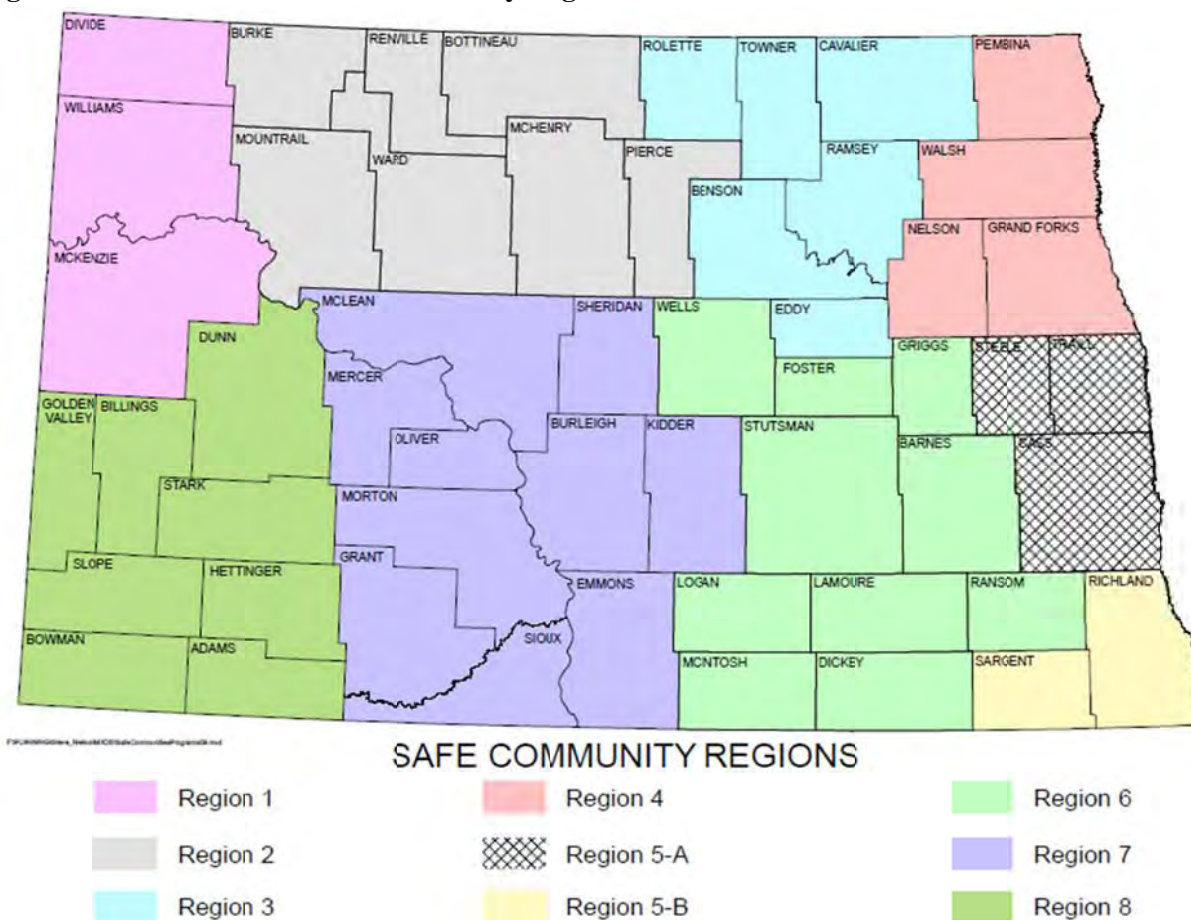 DIVIDE
BURKE
RENVILLE
BOTTINEAU
ROLETTE
TOWNER
CAVALIER
PEMBINA
WILLIAMS
MOUNTRAIL
WARD
MCHENRY
PIERCE
RAMSEY
WALSH
BENSON
NELSON
GRAND FORKS
MCKENZIE
MCLEAN
SHERIDAN
WELLS
EDDY
DUNN
FOSTER
GRIGGS
STEELE
TRAILL
MERCER
GOLDEN
VALLEY
BILLINGS
OLIVER
BURLEIGH
KIDDER
STUTSMAN
BARNES
CASS
STARK
MORTON
GRANT
SLOPE
HETTINGER
EMMONS
LOGAN
LAMOURE
RANSOM
RICHLAND
BOWMAN
ADAMS
SIOUX
MCNTOSH
DICKEY
SARGENT
SAFE COMMUNITY REGIONS
Region 1
Region 4
Region 6
Region 2
Region 5-A
Region 7
Region 3
Region 5-B
Region 8